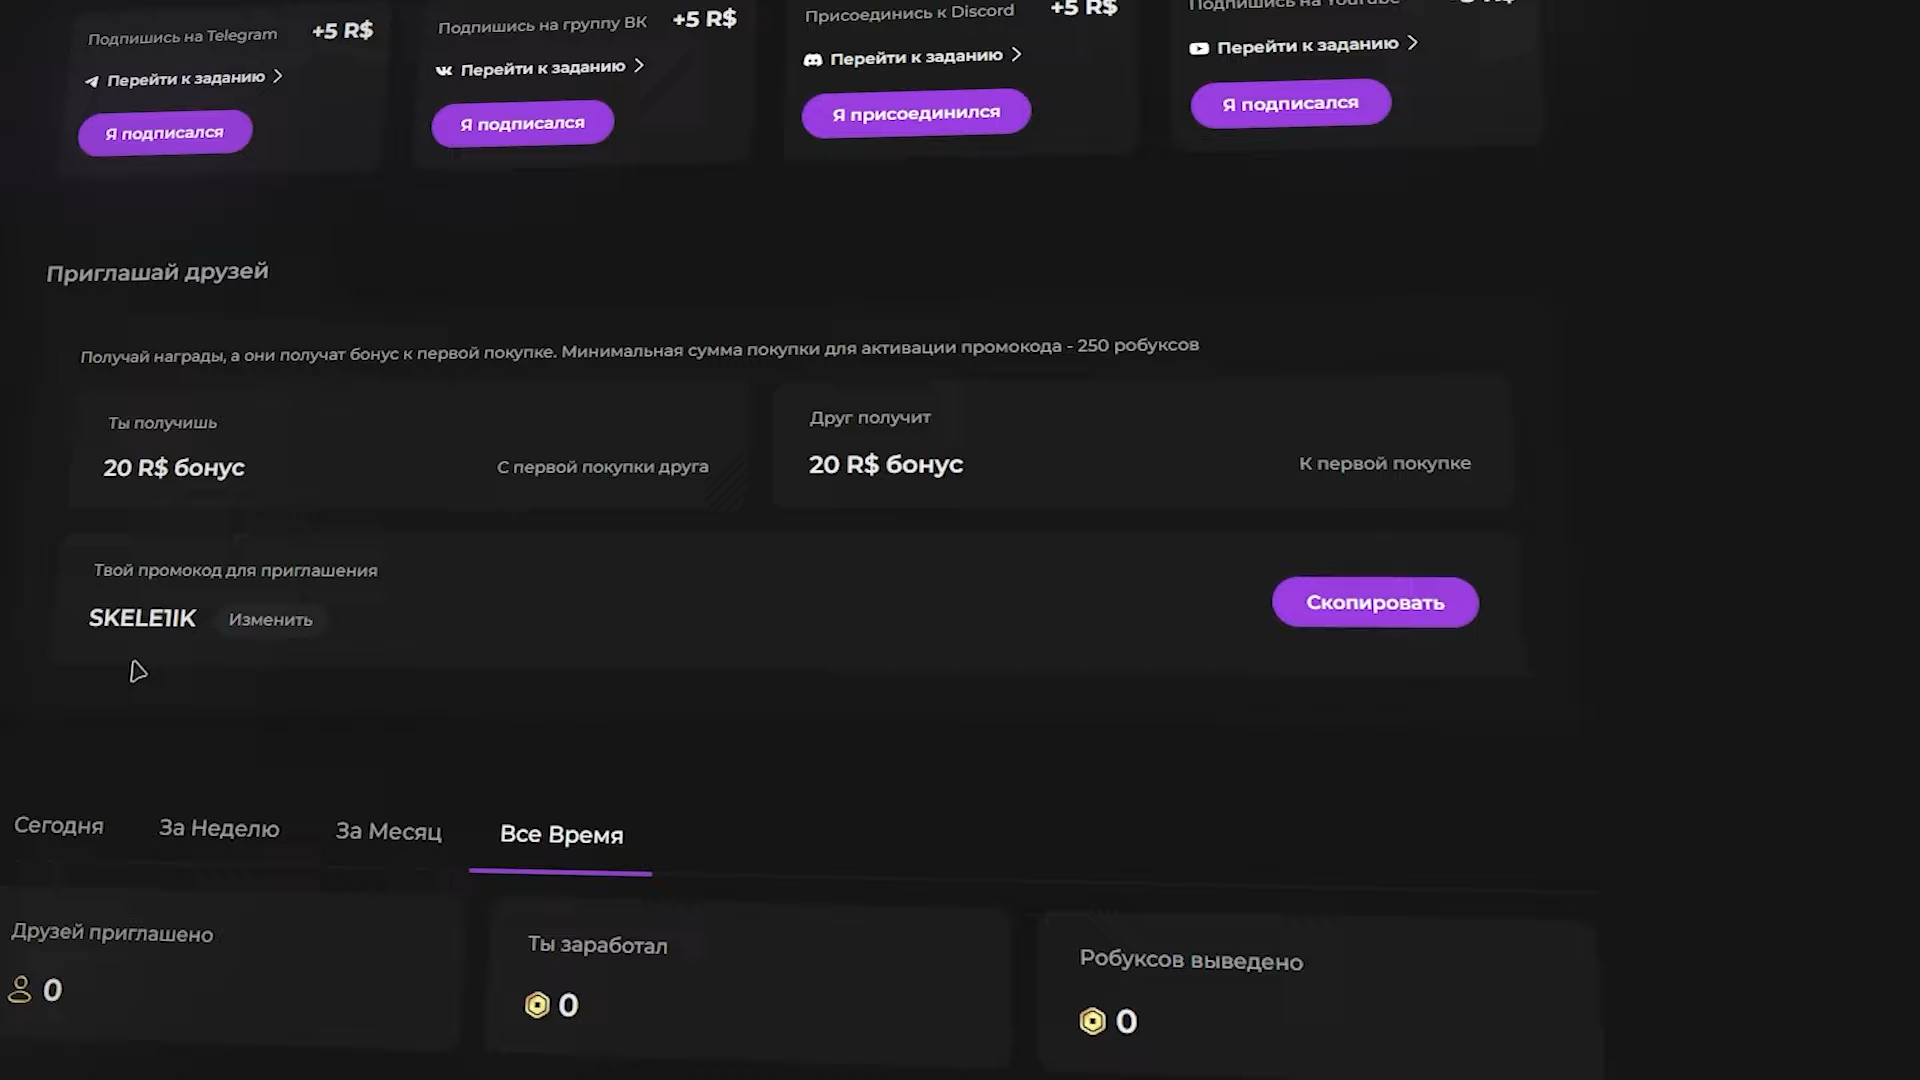 Подпишись на Telegram +5 R$
Перейти к заданию
Я подписался
Подпишись на группу ВК +5 R$
Перейти к заданию
Я подписался
Присоединись к Discord +5 R$
Перейти к заданию
Я присоединился
Подпишись на Youtube
Перейти к заданию
Я подписался
Приглашай друзей
Получай награды, а они получат бонус к первой покупке. Минимальная сумма покупки для активации промокода - 250 робуксов
Ты получишь
20 R$ бонус С первой покупки друга
Друг получит
20 R$ бонус К первой покупке
Твой промокод для приглашения
SKELE1IK Изменить
Скопировать
Сегодня За Неделю За Месяц Все Время
Друзей приглашено
0
Ты заработал
0
Робуксов выведено
0